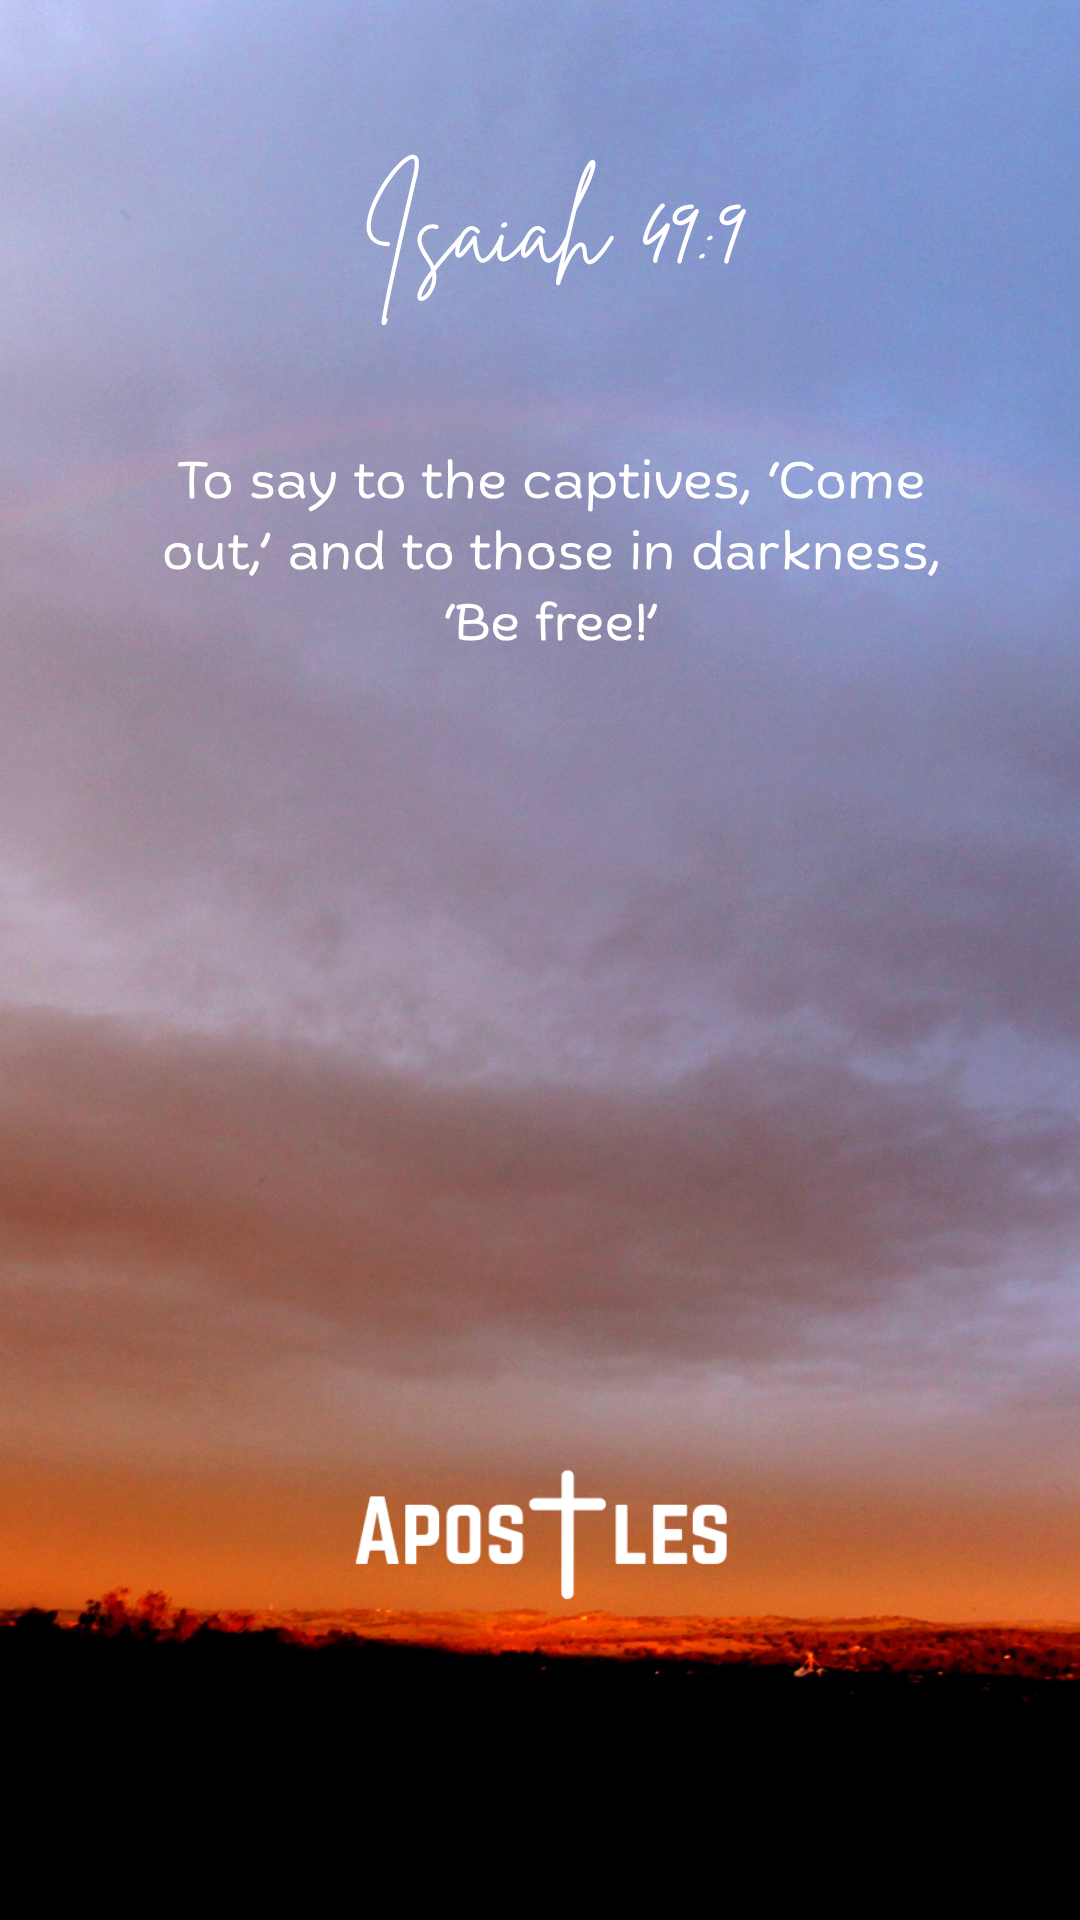 Isaiah 49:9
To say to the captives, ‘Come
out,’ and to those in darkness,
‘Be free!’
APOSTLES